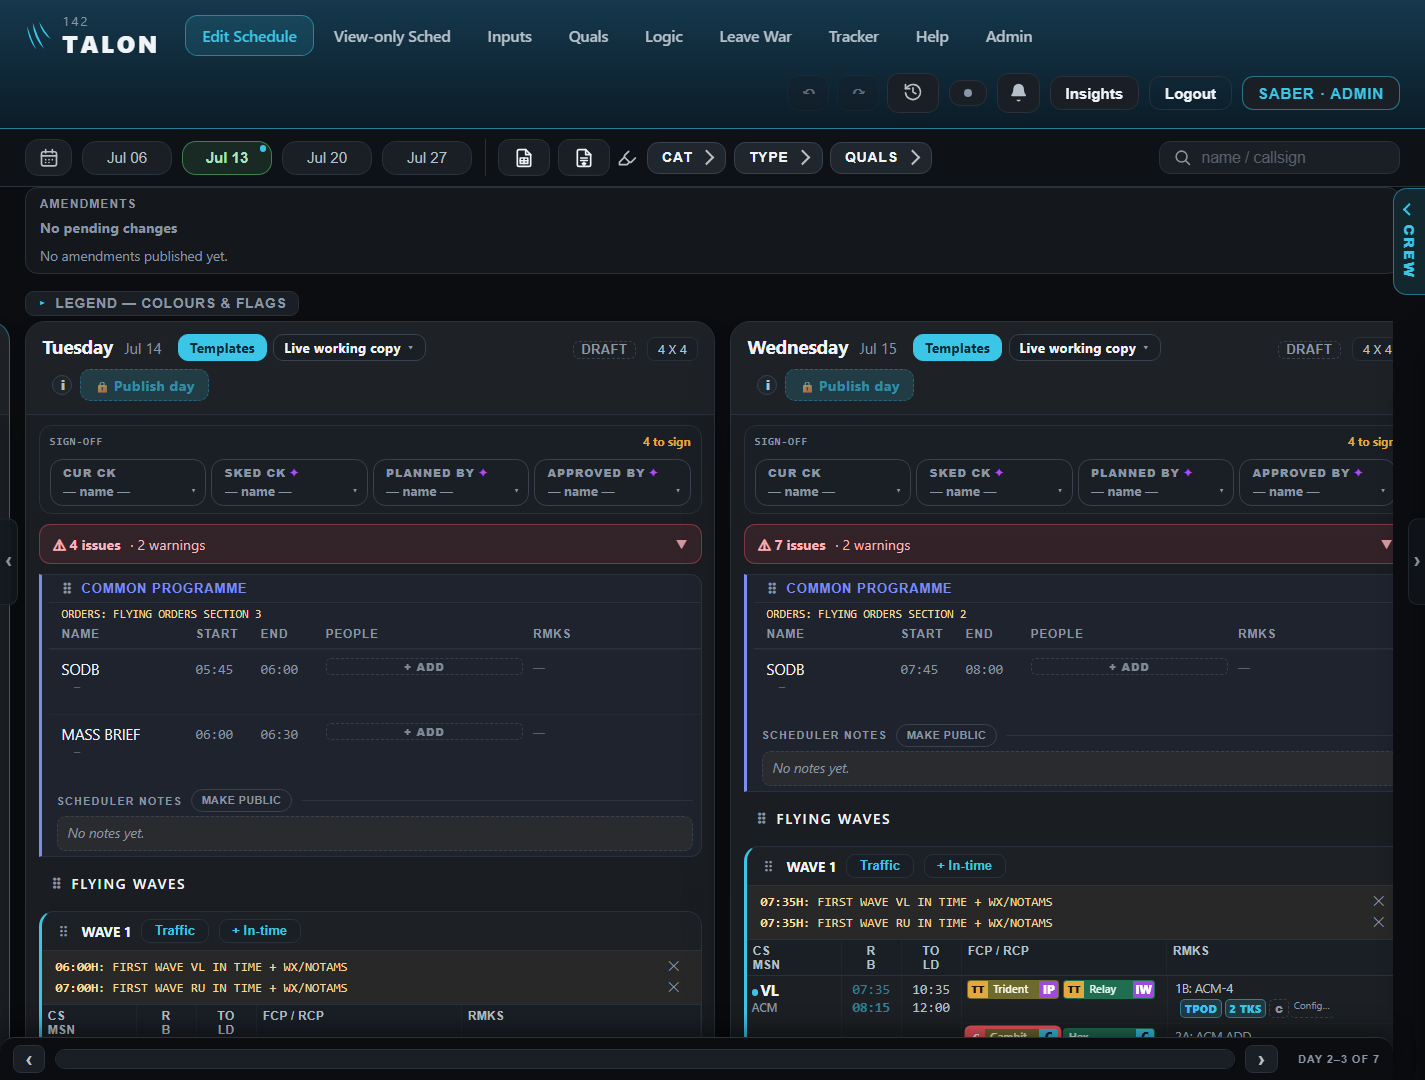 142
TALON
Edit Schedule
View-only Sched
Inputs
Quals
Logic
Leave War
Tracker
Help
Admin
Insights
Logout
SABER · ADMIN
Jul 06
Jul 13
Jul 20
Jul 27
CAT
TYPE
QUALS
name / callsign
AMENDMENTS
No pending changes
No amendments published yet.
CREW
LEGEND — COLOURS & FLAGS
Tuesday Jul 14 Templates Live working copy DRAFT 4 X 4
i Publish day
SIGN-OFF 4 to sign
CUR CK SKED CK PLANNED BY APPROVED BY
— name — — name — — name — — name —
4 issues · 2 warnings
COMMON PROGRAMME
ORDERS: FLYING ORDERS SECTION 3
NAME START END PEOPLE RMKS
SODB 05:45 06:00 + ADD —
—
MASS BRIEF 06:00 06:30 + ADD —
—
SCHEDULER NOTES MAKE PUBLIC
No notes yet.
FLYING WAVES
WAVE 1 Traffic + In-time
06:00H: FIRST WAVE VL IN TIME + WX/NOTAMS
07:00H: FIRST WAVE RU IN TIME + WX/NOTAMS
CS R TO FCP / RCP RMKS
MSN B LD
Wednesday Jul 15 Templates Live working copy DRAFT 4 X 4
i Publish day
SIGN-OFF 4 to sign
CUR CK SKED CK PLANNED BY APPROVED BY
— name — — name — — name — — name —
7 issues · 2 warnings
COMMON PROGRAMME
ORDERS: FLYING ORDERS SECTION 2
NAME START END PEOPLE RMKS
SODB 07:45 08:00 + ADD —
—
SCHEDULER NOTES MAKE PUBLIC
No notes yet.
FLYING WAVES
WAVE 1 Traffic + In-time
07:35H: FIRST WAVE VL IN TIME + WX/NOTAMS
07:35H: FIRST WAVE RU IN TIME + WX/NOTAMS
CS R TO FCP / RCP RMKS
MSN B LD
VL 07:35 10:35 TT Trident IP TT Relay IW 1B: ACM-4
ACM 08:15 12:00 TPOD 2 TKS C Config...
DAY 2–3 OF 7